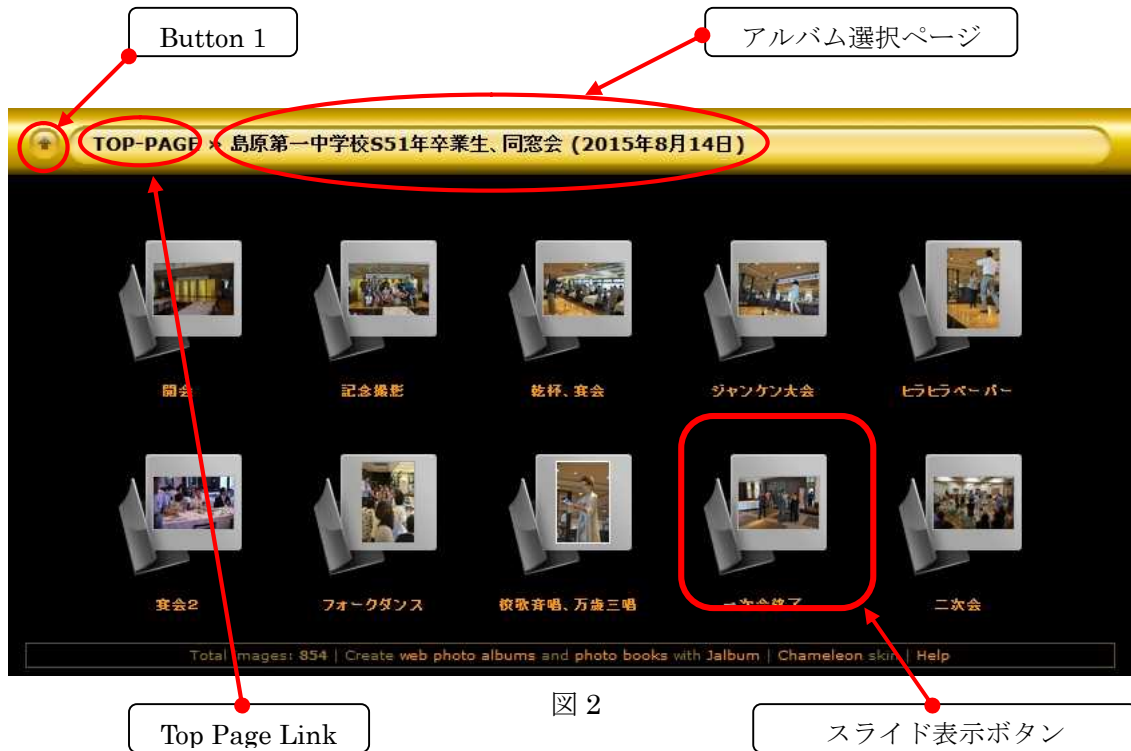 Button 1
アルバム選択ページ
TOP-PAGE » 島原第一中学校S51年卒業生、同窓会 (2015年8月14日)
開会
記念撮影
乾杯、宴会
ジャンケン大会
ヒラヒラペーパー
宴会2
フォークダンス
校歌斉唱、万歳三唱
一次会終了
二次会
Total images: 854 | Create web photo albums and photo books with Jalbum | Chameleon skin | Help
図 2
Top Page Link
スライド表示ボタン